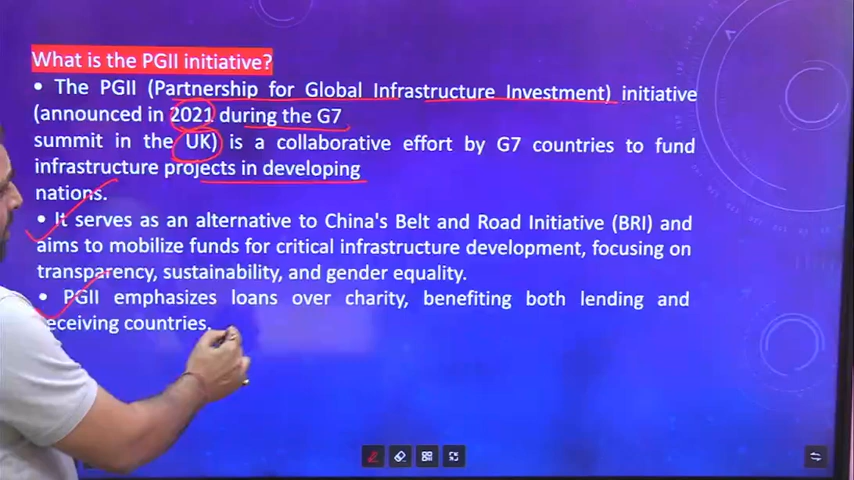 What is the PGII initiative?
• The PGII (Partnership for Global Infrastructure Investment) initiative
(announced in 2021 during the G7
summit in the UK) is a collaborative effort by G7 countries to fund
infrastructure projects in developing
nations.
• It serves as an alternative to China's Belt and Road Initiative (BRI) and
aims to mobilize funds for critical infrastructure development, focusing on
transparency, sustainability, and gender equality.
• PGII emphasizes loans over charity, benefiting both lending and
receiving countries.